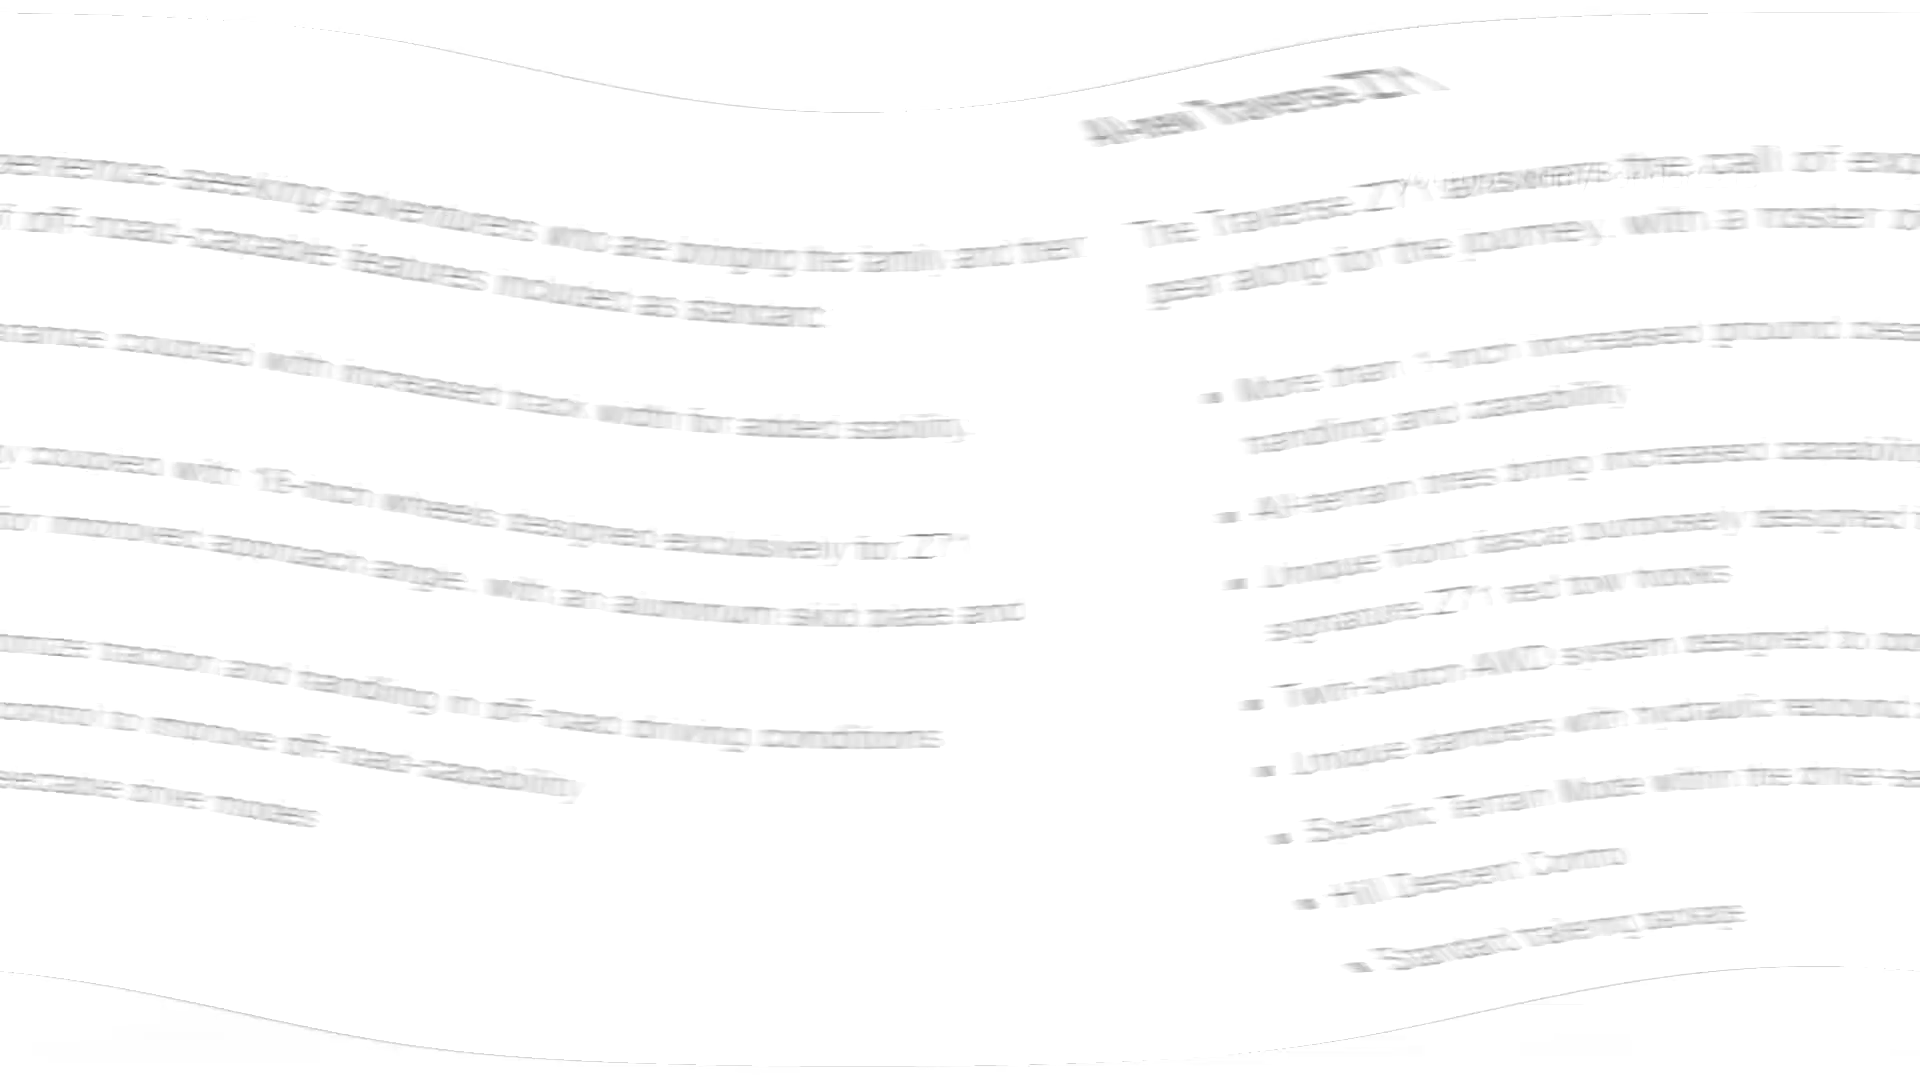 seeking adventurers who are bringing the family and their
off-road-capable features included as standard
coupled with increased track width for added stability
coupled with 18-inch wheels designed exclusively for Z71
for improved approach angle, with an aluminum skid plate and
traction and handling in off-road driving conditions
control to improve off-road-capability
drive modes
All-new Traverse Z71
The Traverse Z71 answers the call of
gear along for the journey, with a roster
• More than 1-inch increased ground
handling and capability
• All-terrain tires bring increased capability
• Unique front fascia purposely designed
signature Z71 red tow hooks
• Twin-clutch AWD system designed to
• Unique dampers with hydraulic rebound
• Specific Terrain Mode within the
• Hill Descent Control
• Standard trailering package